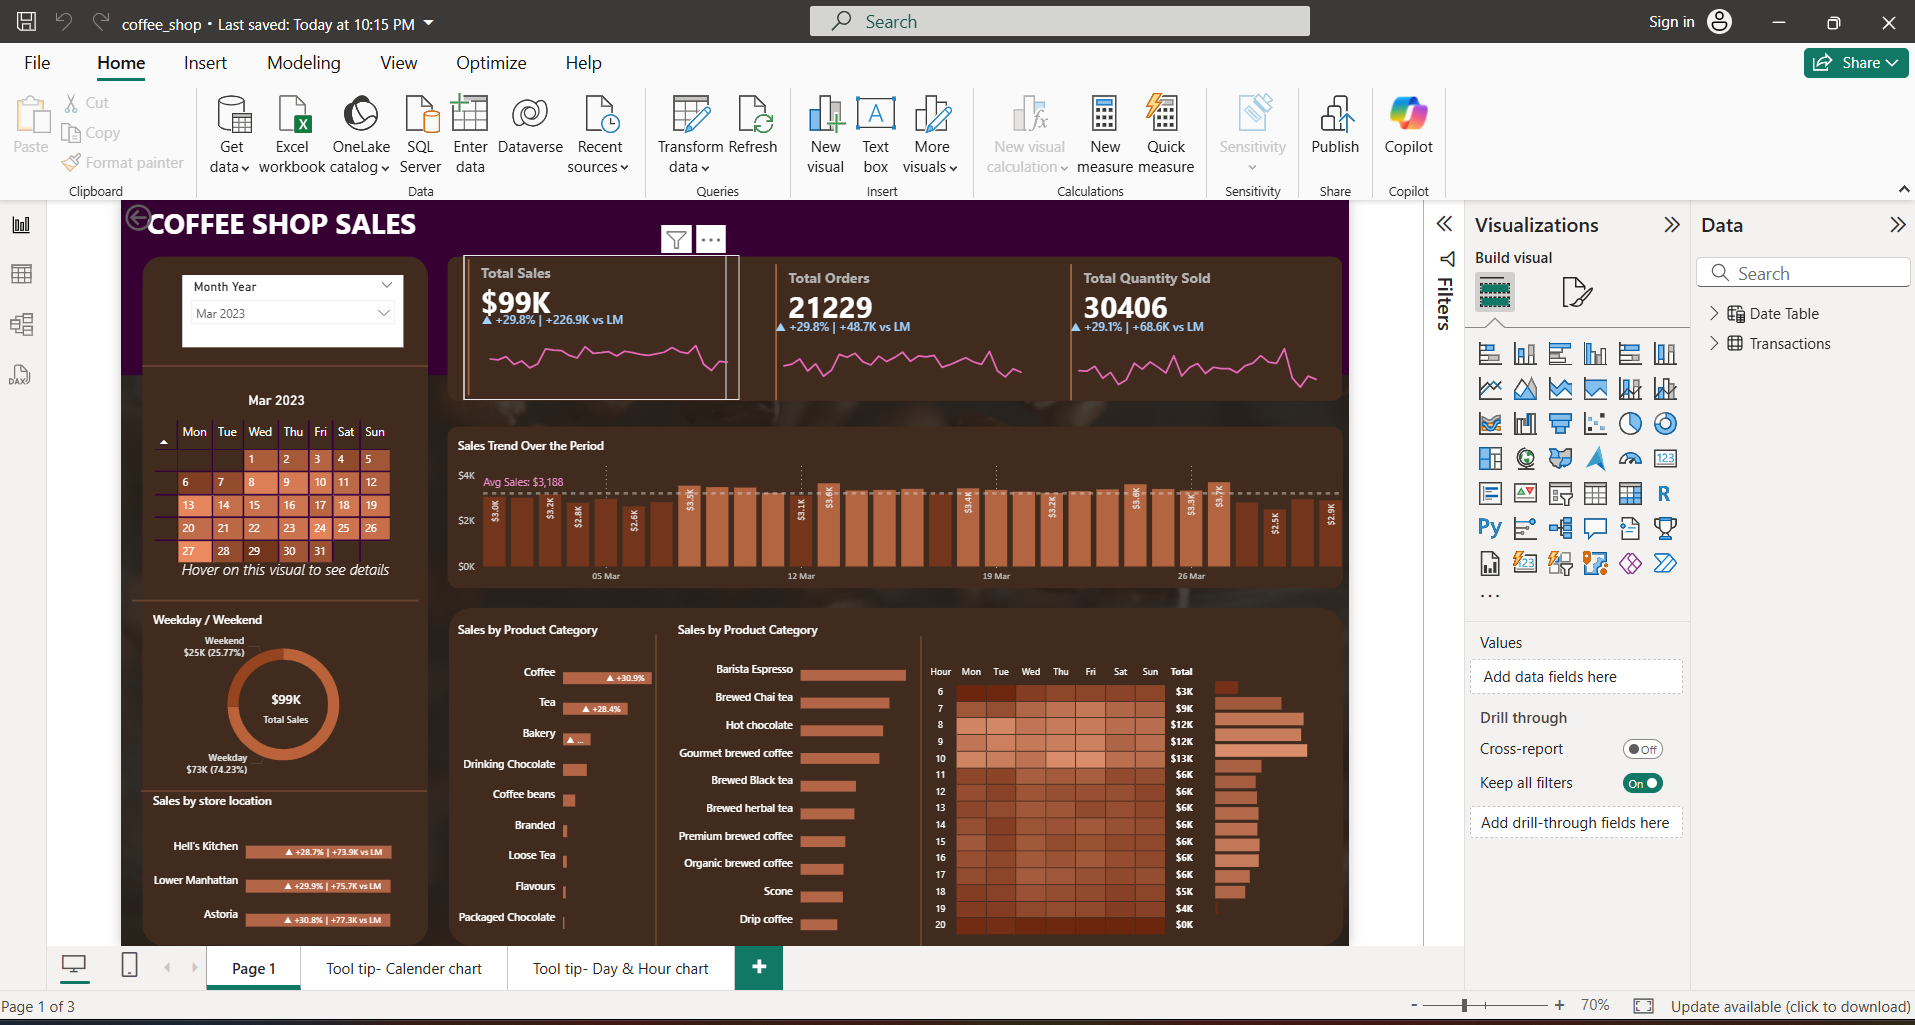 coffee_shop • Last saved: Today at 10:15 PM
Search
Sign in
File Home Insert Modeling View Optimize Help
Share
Paste
Cut
Copy
Format painter
Clipboard
Get data
Excel workbook
OneLake catalog
SQL Server
Enter data
Dataverse
Recent sources
Data
Transform data
Refresh
Queries
New visual
Text box
A
More visuals
Insert
New visual calculation
New measure
Quick measure
Calculations
Sensitivity
Sensitivity
Publish
Share
Copilot
Copilot
DAX
COFFEE SHOP SALES
Month Year
Mar 2023
Total Sales
$99K
▲ +29.8% | +226.9K vs LM
Total Orders
21229
▲ +29.8% | +48.7K vs LM
Total Quantity Sold
30406
▲ +29.1% | +68.6K vs LM
Mar 2023
Mon Tue Wed Thu Fri Sat Sun
1 2 3 4 5
6 7 8 9 10 11 12
13 14 15 16 17 18 19
20 21 22 23 24 25 26
27 28 29 30 31
Hover on this visual to see details
Sales Trend Over the Period
$4K
$2K
$0K
Avg Sales: $3,188
$3.0K $3.2K $2.8K $2.6K $3.5K $3.1K $3.6K $3.4K $3.2K $3.6K $3.3K $3.7K $2.5K $2.9K
05 Mar 12 Mar 19 Mar 26 Mar
Weekday / Weekend
Weekend
$25K (25.77%)
$99K
Total Sales
Weekday
$73K (74.23%)
Sales by store location
Hell's Kitchen ▲ +28.7% | +73.9K vs LM
Lower Manhattan ▲ +29.9% | +75.7K vs LM
Astoria ▲ +30.8% | +77.3K vs LM
Sales by Product Category
Coffee ▲ +30.9%
Tea ▲ +28.4%
Bakery ▲ ...
Drinking Chocolate
Coffee beans
Branded
Loose Tea
Flavours
Packaged Chocolate
Sales by Product Category
Barista Espresso
Brewed Chai tea
Hot chocolate
Gourmet brewed coffee
Brewed Black tea
Brewed herbal tea
Premium brewed coffee
Organic brewed coffee
Scone
Drip coffee
Hour Mon Tue Wed Thu Fri Sat Sun Total
6 $3K
7 $9K
8 $12K
9 $12K
10 $13K
11 $6K
12 $6K
13 $6K
14 $6K
15 $6K
16 $6K
17 $6K
18 $5K
19 $4K
20 $0K
Filters
Visualizations
Build visual
123
R
Py
123
...
Values
Add data fields here
Drill through
Cross-report Off
Keep all filters On
Add drill-through fields here
Data
Search
Date Table
Transactions
Page 1 Tool tip- Calender chart Tool tip- Day & Hour chart +
Page 1 of 3
- + 70%
Update available (click to download)